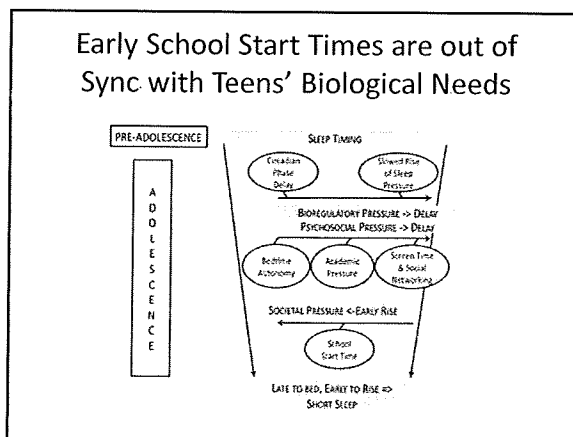 Early School Start Times are out of
Sync with Teens' Biological Needs
PRE-ADOLESCENCE
SLEEP TIMING
Circadian
Phase
Delay
Slowed Rise
of Sleep
Pressure
BIOREGULATORY PRESSURE -> DELAY
PSYCHOSOCIAL PRESSURE -> DELAY
A
D
O
L
E
S
C
E
N
C
E
Bedtime
Autonomy
Academic
Pressure
Screen Time
& Social
Networking
SOCIETAL PRESSURE <-EARLY RISE
School
Start Time
LATE TO BED, EARLY TO RISE =>
SHORT SLEEP